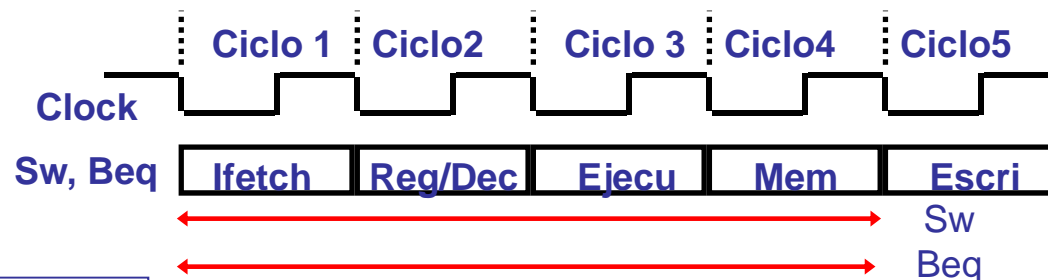 Ciclo 1 Ciclo2 Ciclo 3 Ciclo4 Ciclo5
Clock
Sw, Beq Ifetch Reg/Dec Ejecu Mem Escri
Sw
Beq